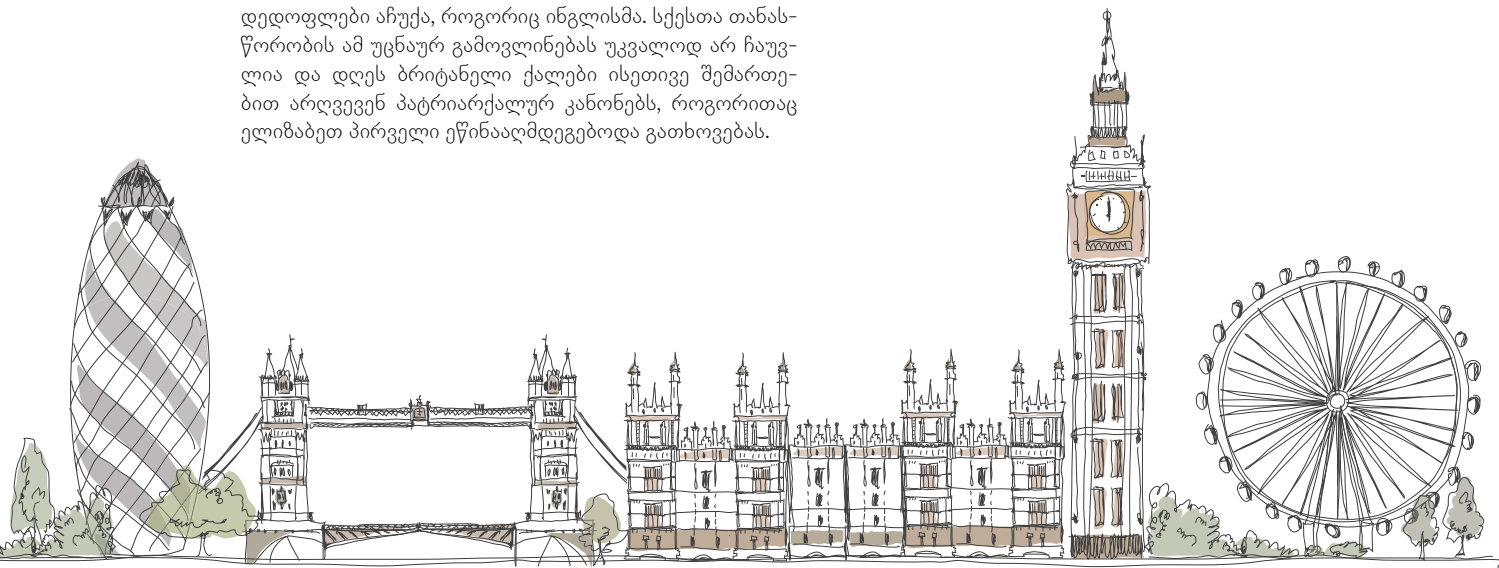 დედოფლები აჩუქა, როგორიც ინგლისმა. სქესთა თანას-
წორობის ამ უცნაურ გამოვლინებას უკვალოდ არ ჩაუვ-
ლია და დღეს ბრიტანელი ქალები ისეთივე შემართე-
ბით არღვევენ პატრიარქალურ კანონებს, როგორითაც
ელიზაბეთ პირველი ეწინააღმდეგებოდა გათხოვებას.